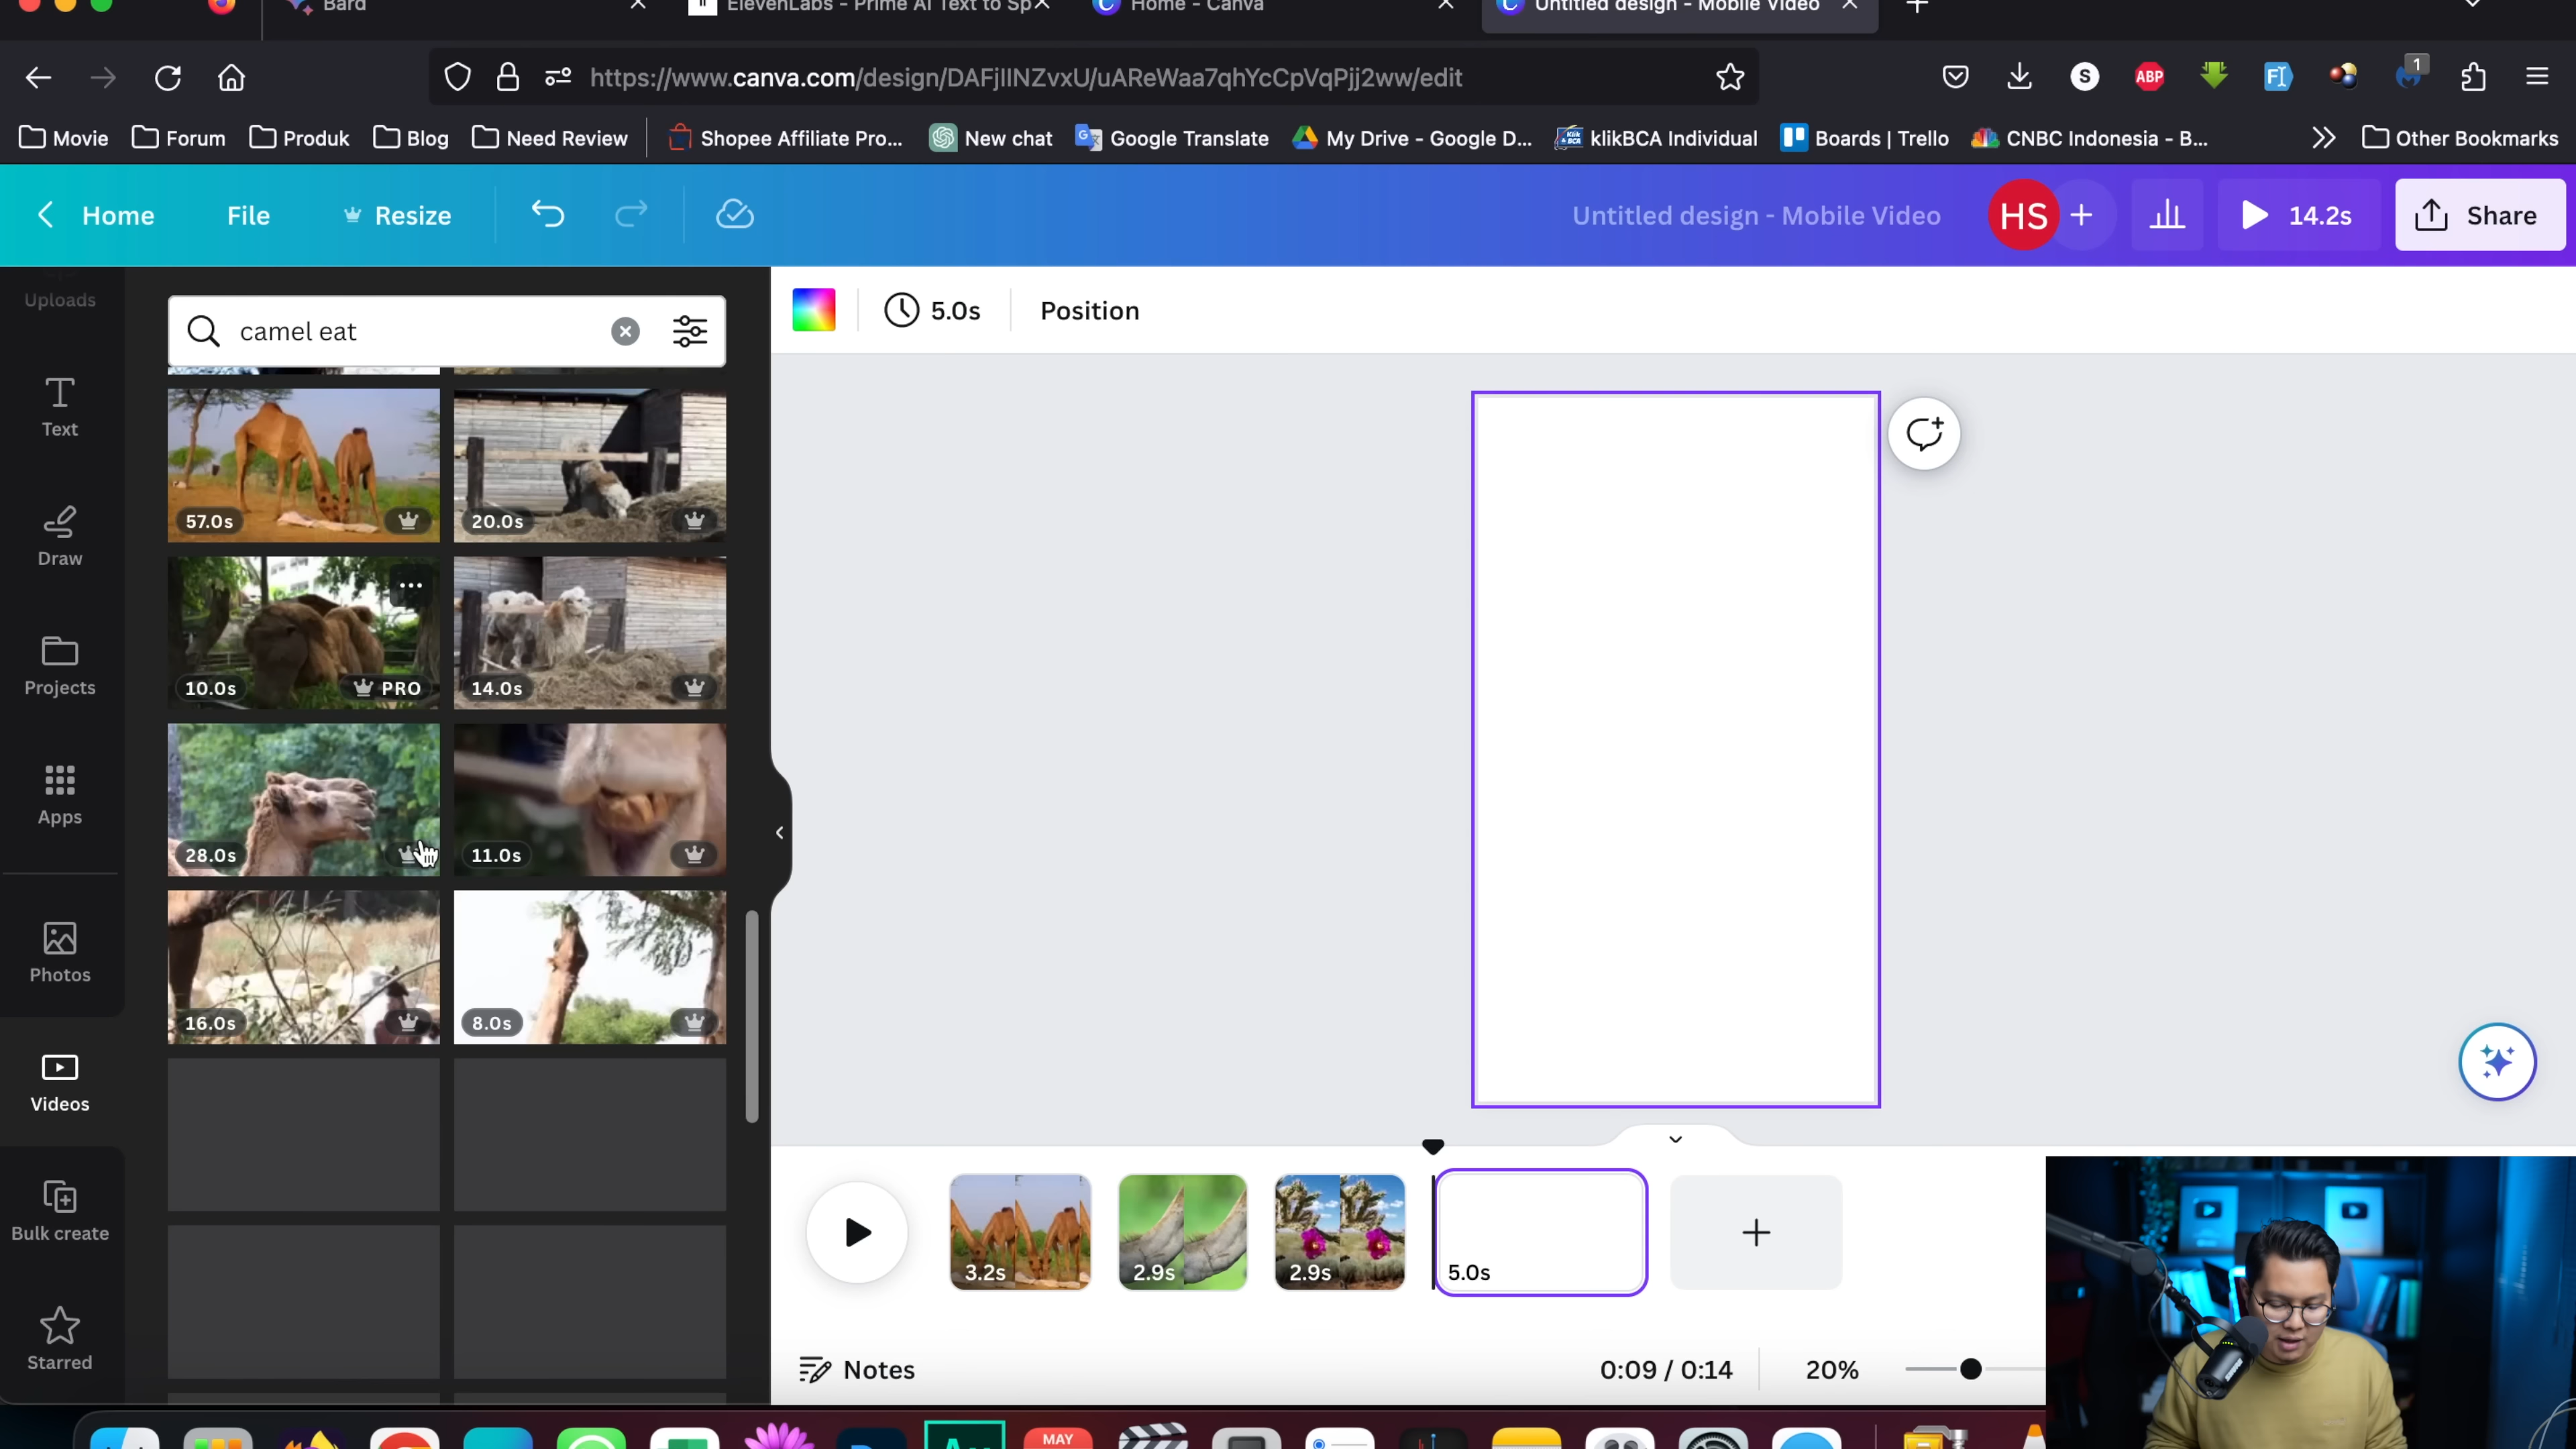 Bard
ElevenLabs - Prime AI Text to Sp
Home - Canva
Untitled design - Mobile Video
https://www.canva.com/design/DAFjIINZvxU/uAReWaa7qhYcCpVqPjj2ww/edit
S
ABP
1
Movie
Forum
Produk
Blog
Need Review
Shopee Affiliate Pro...
New chat
Google Translate
My Drive - Google D...
klikBCA Individual
Boards | Trello
CNBC Indonesia - B...
Other Bookmarks
Home
File
Resize
Untitled design - Mobile Video
HS
14.2s
Share
Uploads
Text
Draw
Projects
Apps
Photos
Videos
Bulk create
Starred
camel eat
57.0s
20.0s
10.0s
PRO
14.0s
28.0s
11.0s
16.0s
8.0s
5.0s
Position
3.2s
2.9s
2.9s
5.0s
Notes
0:09 / 0:14
20%
MAY